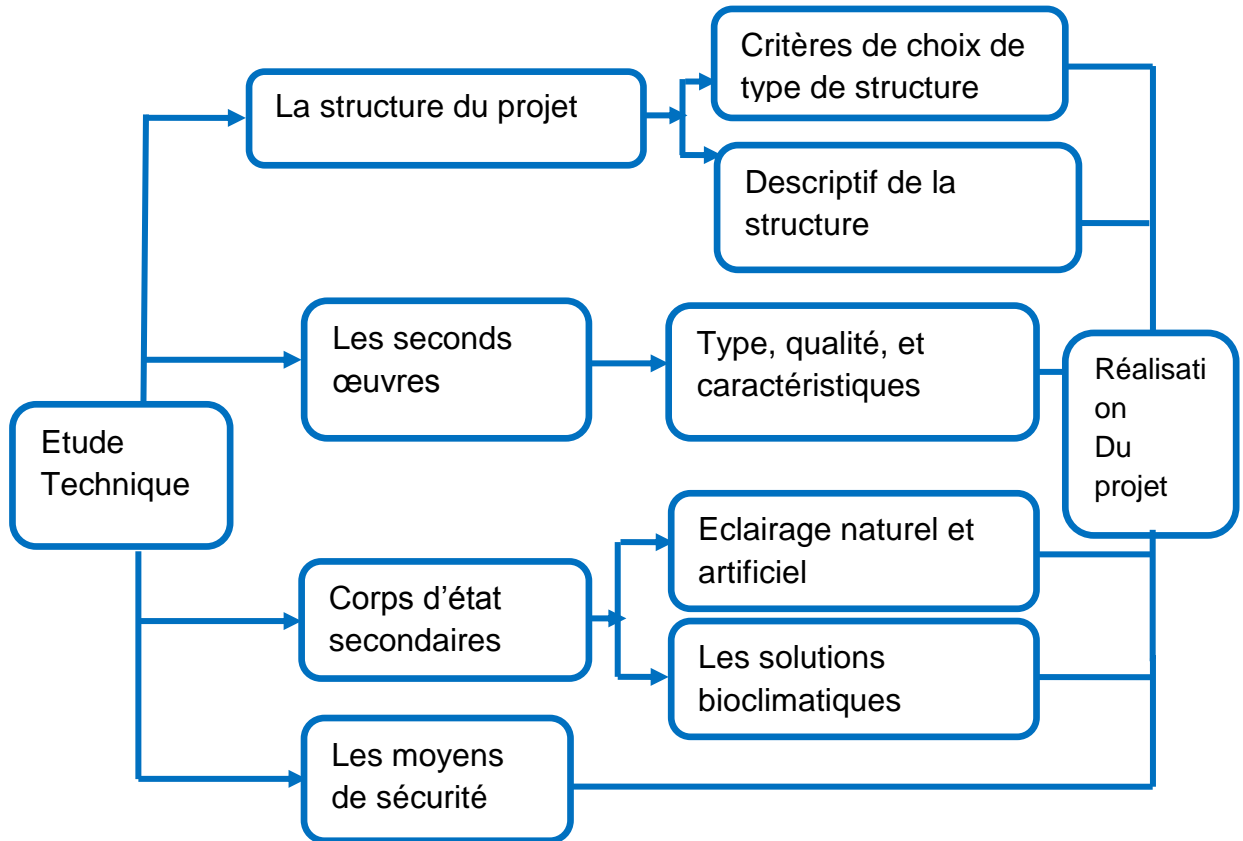 Critères de choix de
type de structure
La structure du projet
Descriptif de la
structure
Les seconds
œuvres
Type, qualité, et
caractéristiques
Réalisati
on
Du
projet
Etude
Technique
Eclairage naturel et
artificiel
Corps d’état
secondaires
Les solutions
bioclimatiques
Les moyens
de sécurité